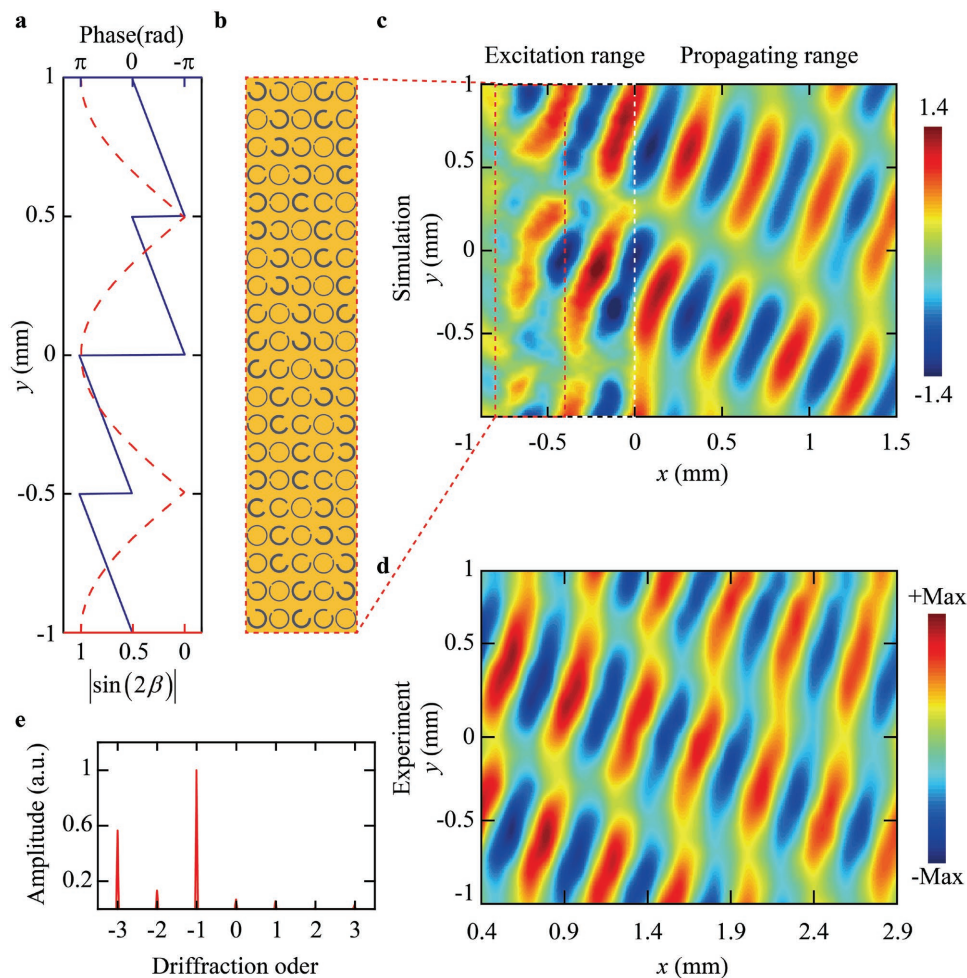 a
Phase(rad)
π 0 -π
1
0.5
0
-0.5
-1
y (mm)
1 0.5 0
|sin(2β)|
b
c
Excitation range Propagating range
1
0.5
0
-0.5
-1 -0.5 0 0.5 1 1.5
x (mm)
Simulation
y (mm)
1.4
-1.4
d
1
0.5
0
-0.5
-1
0.4 0.9 1.4 1.9 2.4 2.9
x (mm)
Experiment
y (mm)
+Max
-Max
e
1
0.6
0.2
Amplitude (a.u.)
-3 -2 -1 0 1 2 3
Driffraction oder